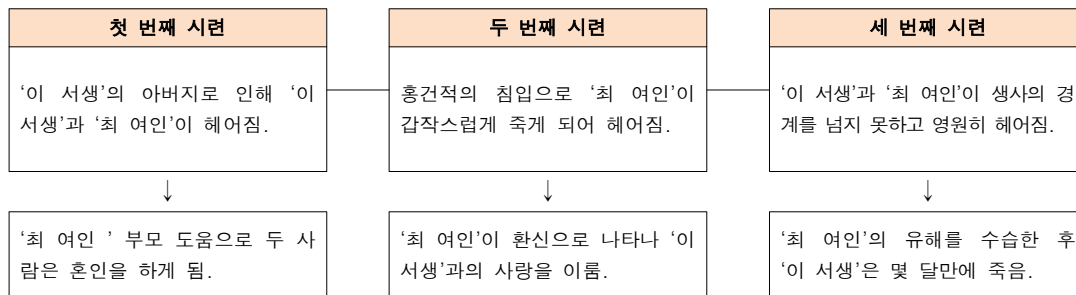 첫 번째 시련
'이 서생'의 아버지로 인해 '이
서생'과 '최 여인'이 헤어짐.
↓
'최 여인 ' 부모 도움으로 두 사
람은 혼인을 하게 됨.
두 번째 시련
홍건적의 침입으로 '최 여인'이
갑작스럽게 죽게 되어 헤어짐.
↓
'최 여인'이 환신으로 나타나 '이
서생'과의 사랑을 이룸.
세 번째 시련
'이 서생'과 '최 여인'이 생사의 경
계를 넘지 못하고 영원히 헤어짐.
↓
'최 여인'의 유해를 수습한 후
'이 서생'은 몇 달만에 죽음.